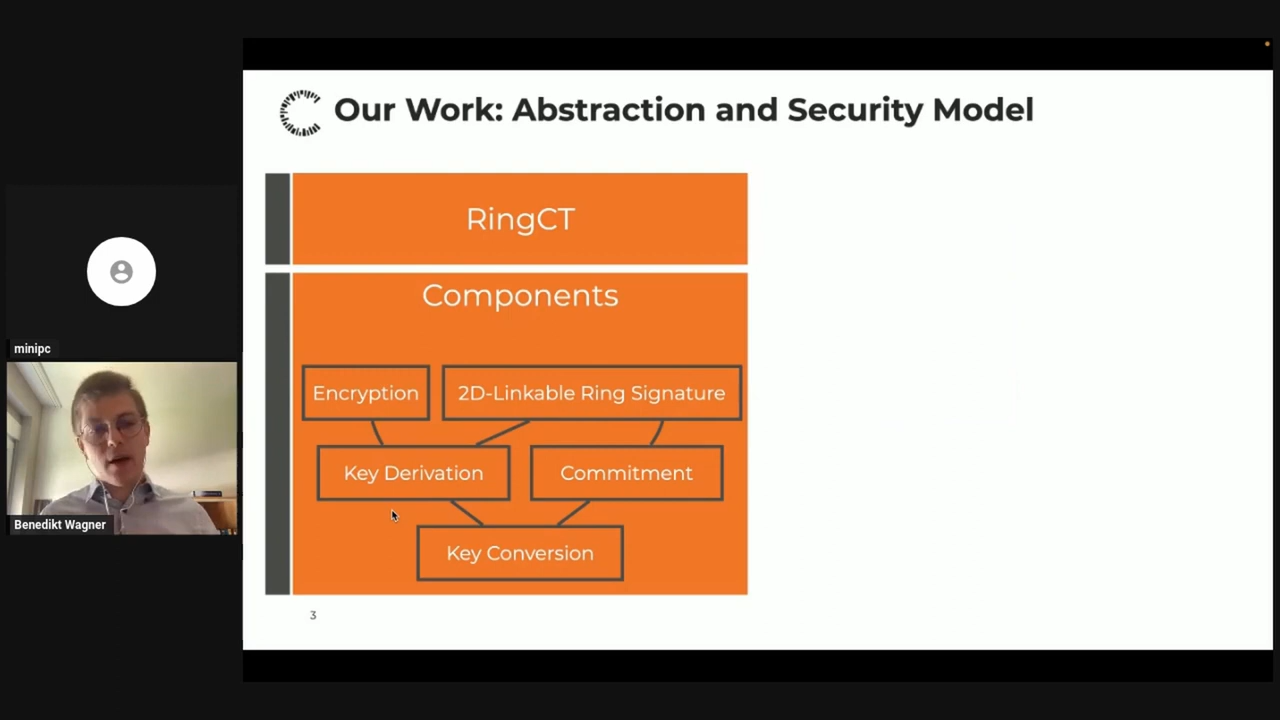 Our Work: Abstraction and Security Model
RingCT
Components
Encryption
2D-Linkable Ring Signature
Key Derivation
Commitment
Key Conversion
3
minipc
Benedikt Wagner